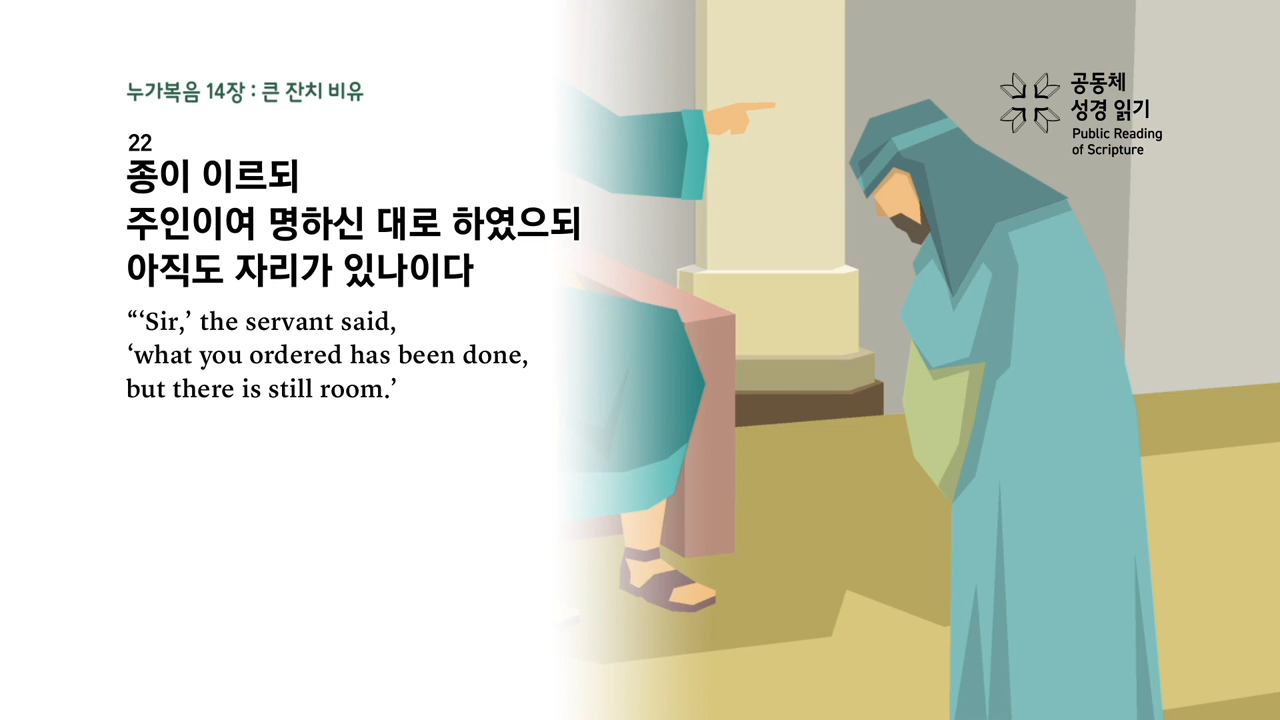 누가복음 14장 : 큰 잔치 비유
22
종이 이르되
주인이여 명하신 대로 하였으되
아직도 자리가 있나이다
“‘Sir,’ the servant said,
‘what you ordered has been done,
but there is still room.’
공동체
성경 읽기
Public Reading
of Scripture